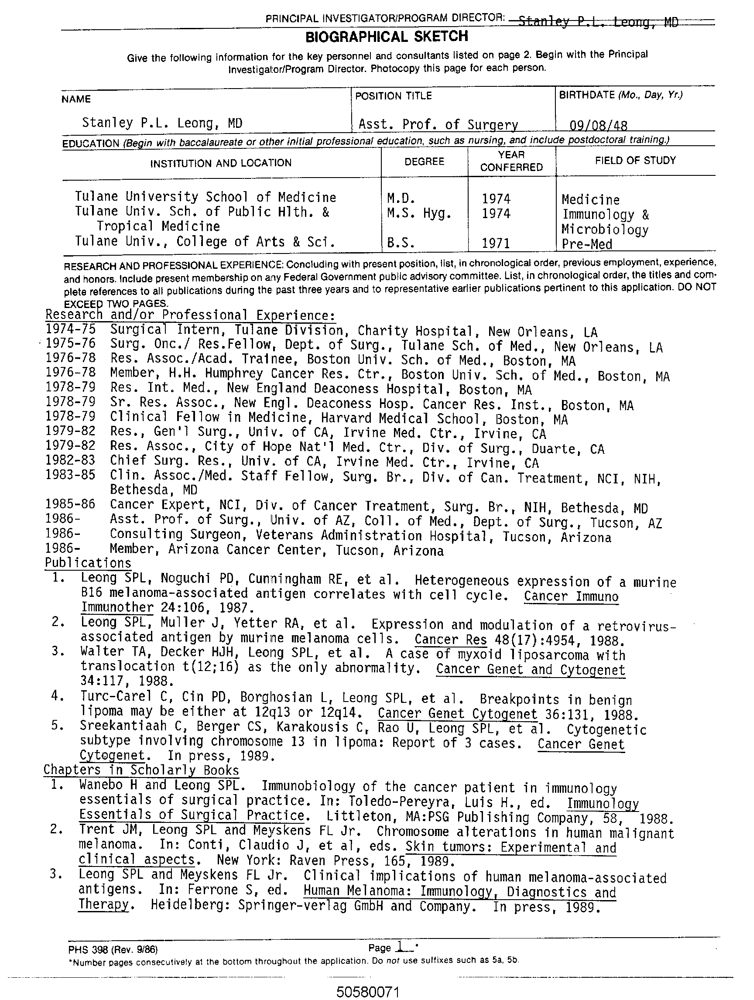 PRINCIPAL INVESTIGATOR/PROGRAM DIRECTOR: Stanley P.L. Leong, MD
BIOGRAPHICAL SKETCH
Give the following information for the key personnel and consultants listed on page 2. Begin with the Principal
Investigator/Program Director. Photocopy this page for each person.
NAME POSITION TITLE BIRTHDATE (Mo., Day, Yr.)
Stanley P.L. Leong, MD Asst. Prof. of Surgery 09/08/48
EDUCATION (Begin with baccalaureate or other initial professional education, such as nursing, and include postdoctoral training.)
INSTITUTION AND LOCATION DEGREE YEAR CONFERRED FIELD OF STUDY
Tulane University School of Medicine M.D. 1974 Medicine
Tulane Univ. Sch. of Public Hlth. & M.S. Hyg. 1974 Immunology &
Tropical Medicine Microbiology
Tulane Univ., College of Arts & Sci. B.S. 1971 Pre-Med
RESEARCH AND PROFESSIONAL EXPERIENCE: Concluding with present position, list, in chronological order, previous employment, experience,
and honors. Include present membership on any Federal Government public advisory committee. List, in chronological order, the titles and com-
plete references to all publications during the past three years and to representative earlier publications pertinent to this application. DO NOT
EXCEED TWO PAGES.
Research and/or Professional Experience:
1974-75 Surgical Intern, Tulane Division, Charity Hospital, New Orleans, LA
1975-76 Surg. Onc./ Res.Fellow, Dept. of Surg., Tulane Sch. of Med., New Orleans, LA
1976-78 Res. Assoc./Acad. Trainee, Boston Univ. Sch. of Med., Boston, MA
1976-78 Member, H.H. Humphrey Cancer Res. Ctr., Boston Univ. Sch. of Med., Boston, MA
1978-79 Res. Int. Med., New England Deaconess Hospital, Boston, MA
1978-79 Sr. Res. Assoc., New Engl. Deaconess Hosp. Cancer Res. Inst., Boston, MA
1978-79 Clinical Fellow in Medicine, Harvard Medical School, Boston, MA
1979-82 Res., Gen'l Surg., Univ. of CA, Irvine Med. Ctr., Irvine, CA
1979-82 Res. Assoc., City of Hope Nat'l Med. Ctr., Div. of Surg., Duarte, CA
1982-83 Chief Surg. Res., Univ. of CA, Irvine Med. Ctr., Irvine, CA
1983-85 Clin. Assoc./Med. Staff Fellow, Surg. Br., Div. of Can. Treatment, NCI, NIH,
Bethesda, MD
1985-86 Cancer Expert, NCI, Div. of Cancer Treatment, Surg. Br., NIH, Bethesda, MD
1986- Asst. Prof. of Surg., Univ. of AZ, Coll. of Med., Dept. of Surg., Tucson, AZ
1986- Consulting Surgeon, Veterans Administration Hospital, Tucson, Arizona
1986- Member, Arizona Cancer Center, Tucson, Arizona
Publications
1. Leong SPL, Noguchi PD, Cunningham RE, et al. Heterogeneous expression of a murine
B16 melanoma-associated antigen correlates with cell cycle. Cancer Immuno
Immunother 24:106, 1987.
2. Leong SPL, Muller J, Yetter RA, et al. Expression and modulation of a retrovirus-
associated antigen by murine melanoma cells. Cancer Res 48(17):4954, 1988.
3. Walter TA, Decker HJH, Leong SPL, et al. A case of myxoid liposarcoma with
translocation t(12;16) as the only abnormality. Cancer Genet and Cytogenet
34:117, 1988.
4. Turc-Carel C, Cin PD, Borghosian L, Leong SPL, et al. Breakpoints in benign
lipoma may be either at 12q13 or 12q14. Cancer Genet Cytogenet 36:131, 1988.
5. Sreekantiaah C, Berger CS, Karakousis C, Rao U, Leong SPL, et al. Cytogenetic
subtype involving chromosome 13 in lipoma: Report of 3 cases. Cancer Genet
Cytogenet. In press, 1989.
Chapters in Scholarly Books
1. Wanebo H and Leong SPL. Immunobiology of the cancer patient in immunology
essentials of surgical practice. In: Toledo-Pereyra, Luis H., ed. Immunology
Essentials of Surgical Practice. Littleton, MA:PSG Publishing Company, 58, 1988.
2. Trent JM, Leong SPL and Meyskens FL Jr. Chromosome alterations in human malignant
melanoma. In: Conti, Claudio J, et al, eds. Skin tumors: Experimental and
clinical aspects. New York: Raven Press, 165, 1989.
3. Leong SPL and Meyskens FL Jr. Clinical implications of human melanoma-associated
antigens. In: Ferrone S, ed. Human Melanoma: Immunology, Diagnostics and
Therapy. Heidelberg: Springer-verlag GmbH and Company. In press, 1989.
PHS 398 (Rev. 9/86) Page 1 *
*Number pages consecutively at the bottom throughout the application. Do not use suffixes such as 5a, 5b.
50580071